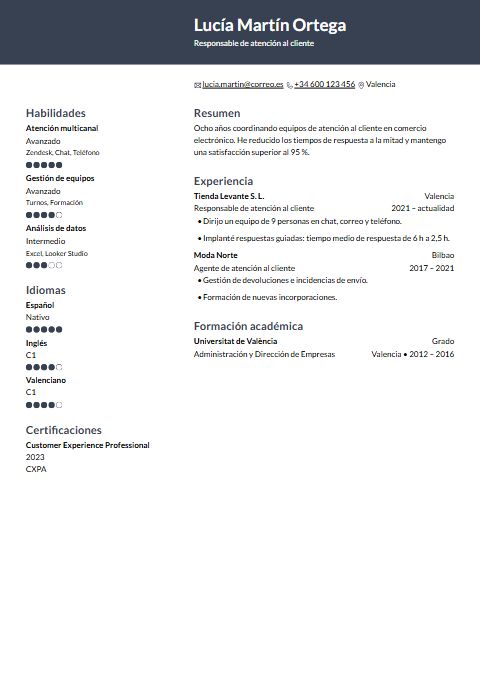 Lucía Martín Ortega
Responsable de atención al cliente
lucia.martin@correo.es +34 600 123 456 Valencia
Habilidades
Atención multicanal
Avanzado
Zendesk, Chat, Teléfono
Gestión de equipos
Avanzado
Turnos, Formación
Análisis de datos
Intermedio
Excel, Looker Studio
Idiomas
Español
Nativo
Inglés
C1
Valenciano
C1
Certificaciones
Customer Experience Professional
2023
CXPA
Resumen
Ocho años coordinando equipos de atención al cliente en comercio
electrónico. He reducido los tiempos de respuesta a la mitad y mantengo
una satisfacción superior al 95 %.
Experiencia
Tienda Levante S. L. Valencia
Responsable de atención al cliente 2021 – actualidad
• Dirijo un equipo de 9 personas en chat, correo y teléfono.
• Implanté respuestas guiadas: tiempo medio de respuesta de 6 h a 2,5 h.
Moda Norte Bilbao
Agente de atención al cliente 2017 – 2021
• Gestión de devoluciones e incidencias de envío.
• Formación de nuevas incorporaciones.
Formación académica
Universitat de València Grado
Administración y Dirección de Empresas Valencia • 2012 – 2016